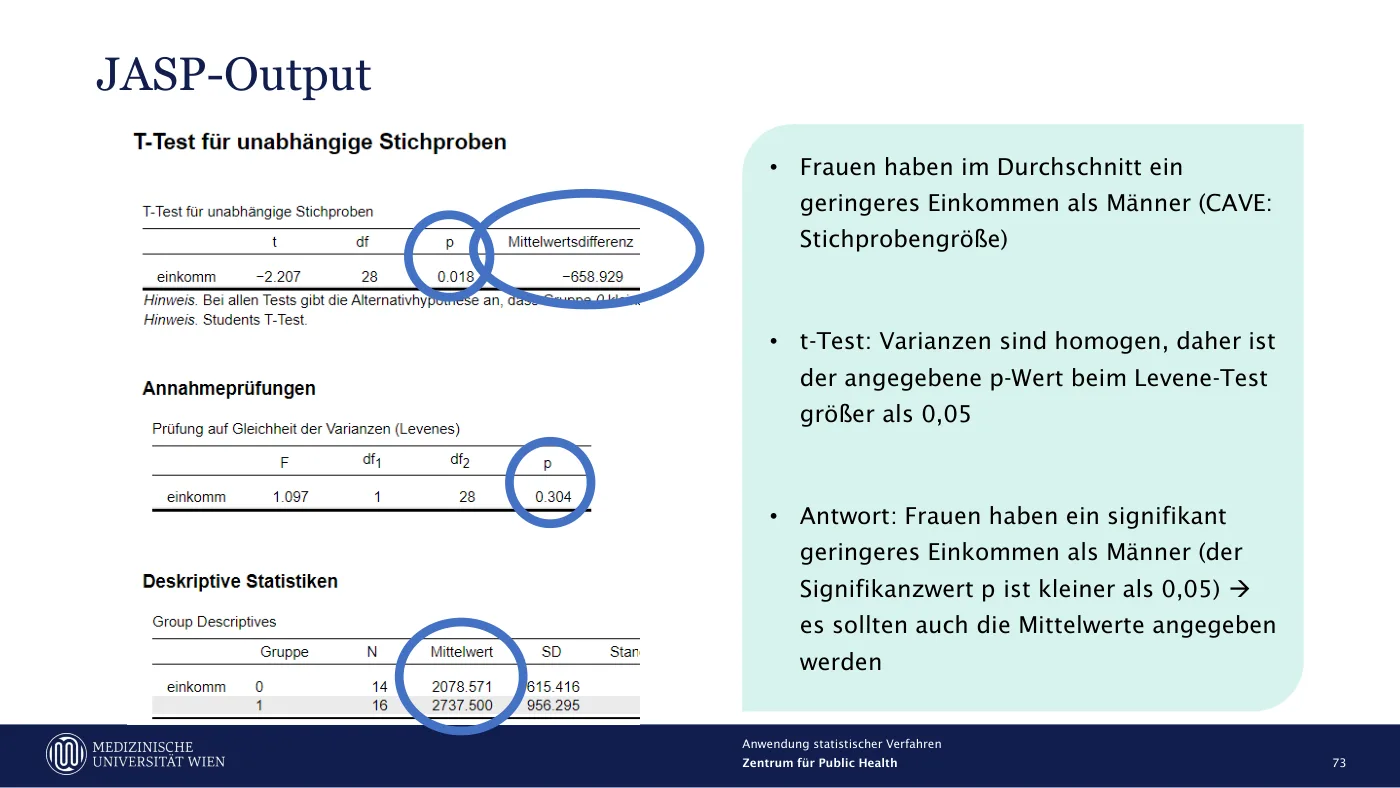 JASP-Output
T-Test für unabhängige Stichproben
T-Test für unabhängige Stichproben
t df p Mittelwertsdifferenz
einkomm −2.207 28 0.018 −658.929
Hinweis. Bei allen Tests gibt die Alternativhypothese an, dass Gruppe 0
Hinweis. Students T-Test.
Annahmeprüfungen
Prüfung auf Gleichheit der Varianzen (Levenes)
F df1 df2 p
einkomm 1.097 1 28 0.304
Deskriptive Statistiken
Group Descriptives
Gruppe N Mittelwert SD
einkomm 0 14 2078.571 615.416
1 16 2737.500 956.295
• Frauen haben im Durchschnitt ein
geringeres Einkommen als Männer (CAVE:
Stichprobengröße)
• t-Test: Varianzen sind homogen, daher ist
der angegebene p-Wert beim Levene-Test
größer als 0,05
• Antwort: Frauen haben ein signifikant
geringeres Einkommen als Männer (der
Signifikanzwert p ist kleiner als 0,05) →
es sollten auch die Mittelwerte angegeben
werden
MEDIZINISCHE
UNIVERSITÄT WIEN
Anwendung statistischer Verfahren
Zentrum für Public Health
73